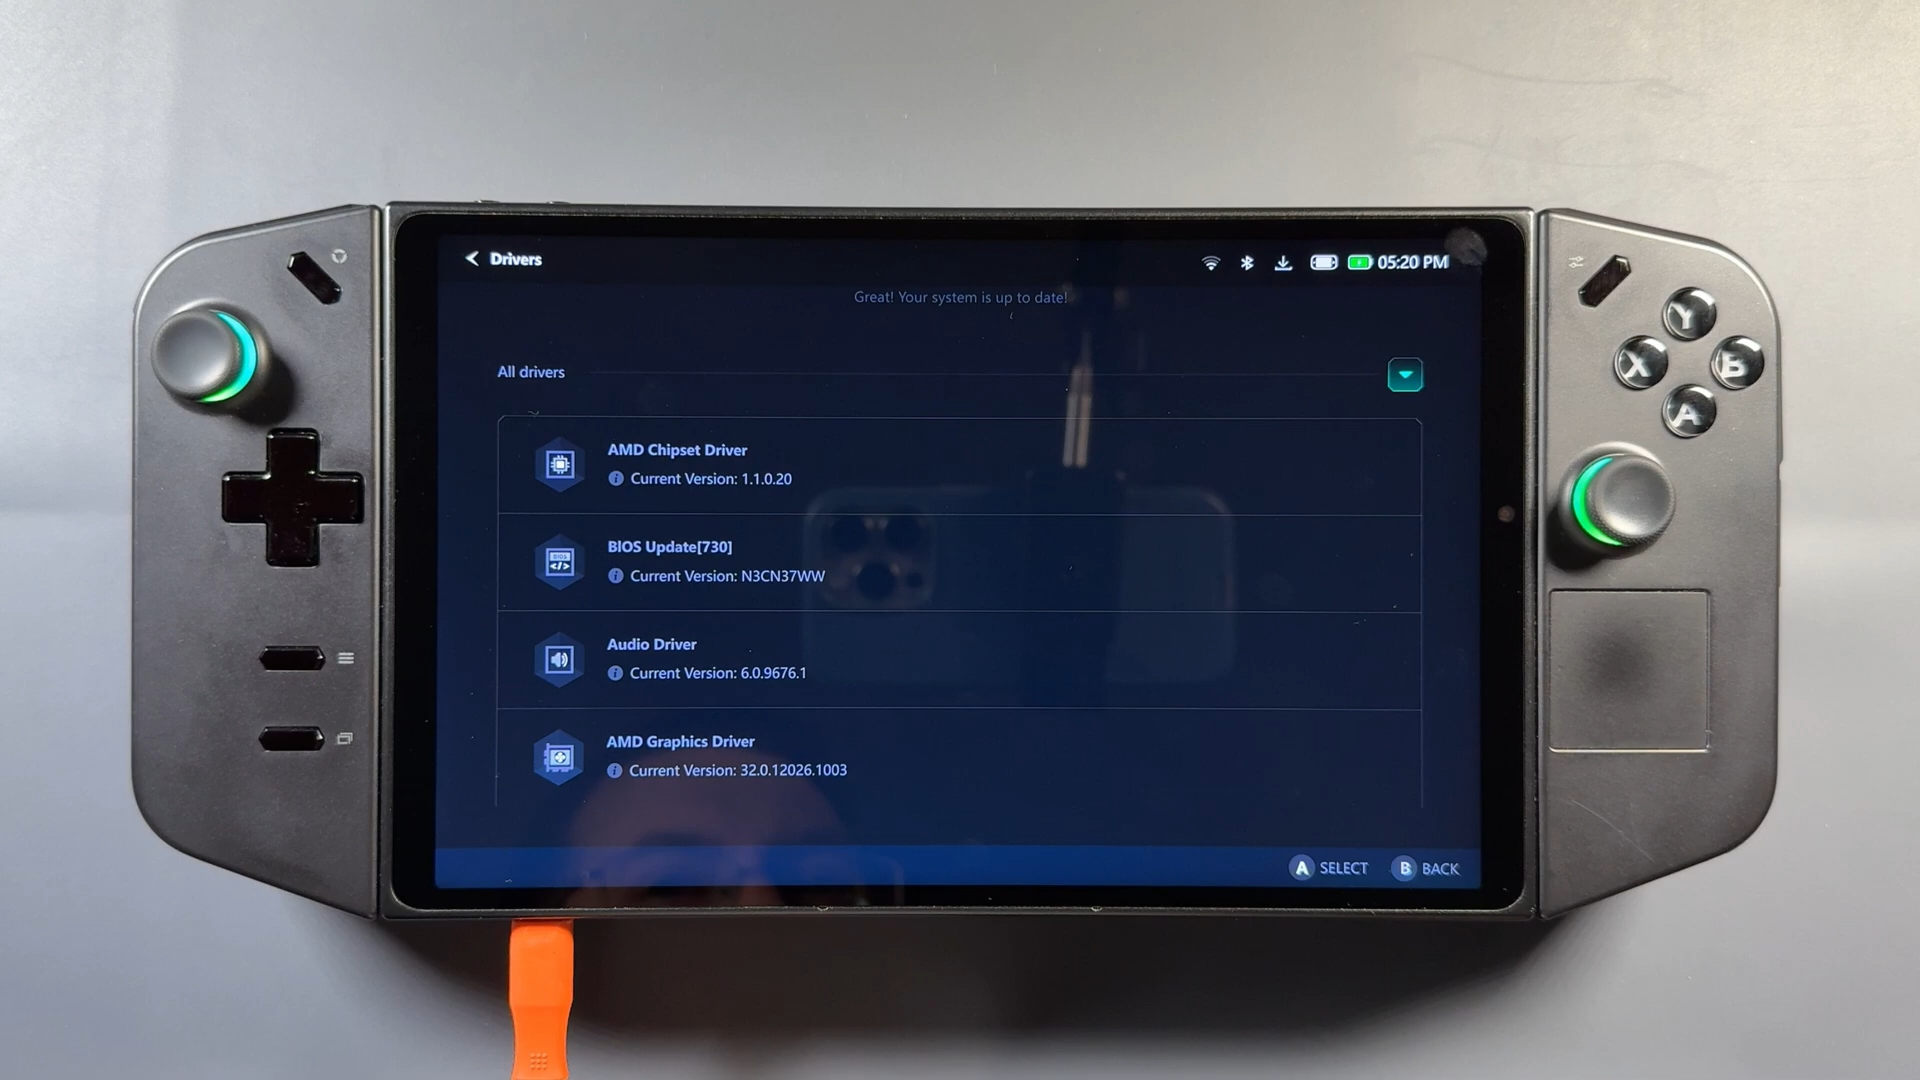 Drivers
05:20 PM
Great! Your system is up to date!
All drivers
AMD Chipset Driver
Current Version: 1.1.0.20
BIOS Update[730]
Current Version: N3CN37WW
BIOS
Audio Driver
Current Version: 6.0.9676.1
AMD Graphics Driver
Current Version: 32.0.12026.1003
A SELECT B BACK
Y
X
B
A